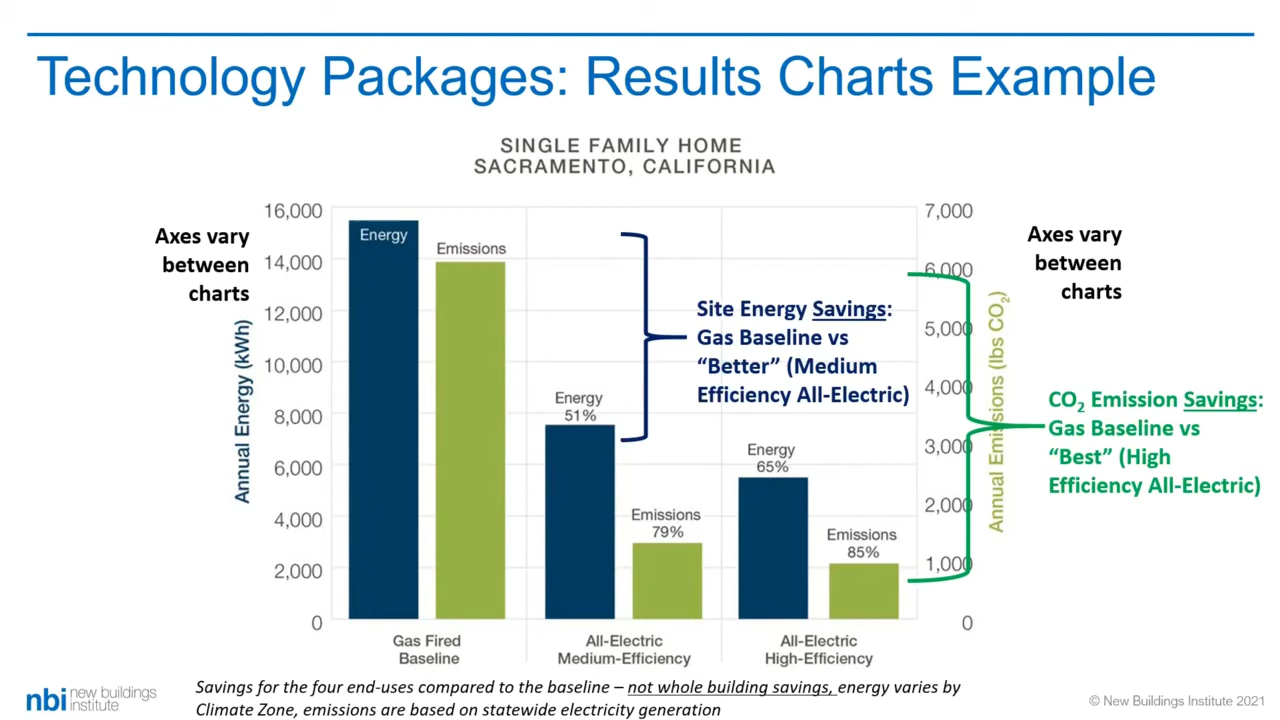 Technology Packages: Results Charts Example
SINGLE FAMILY HOME
SACRAMENTO, CALIFORNIA
Axes vary
between
charts
Annual Energy (kWh)
16,000
14,000
12,000
10,000
8,000
6,000
4,000
2,000
0
Energy
Emissions
Energy
51%
Emissions
79%
Energy
65%
Emissions
85%
Site Energy Savings:
Gas Baseline vs
“Better” (Medium
Efficiency All-Electric)
7,000
6,000
5,000
4,000
3,000
2,000
1,000
0
Annual Emissions (lbs CO₂)
Axes vary
between
charts
CO₂ Emission Savings:
Gas Baseline vs
“Best” (High
Efficiency All-Electric)
Gas Fired
Baseline
All-Electric
Medium-Efficiency
All-Electric
High-Efficiency
nbi new buildings
institute
Savings for the four end-uses compared to the baseline – not whole building savings, energy varies by
Climate Zone, emissions are based on statewide electricity generation
© New Buildings Institute 2021